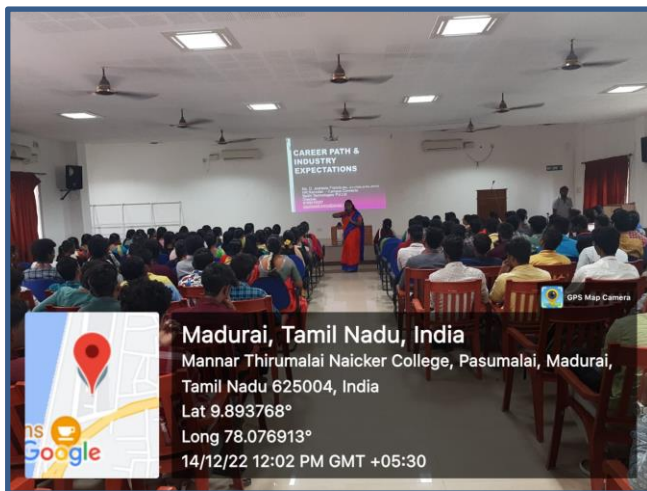 CAREER PATH &
INDUSTRY
EXPECTATIONS
GPS Map Camera
Madurai, Tamil Nadu, India
Mannar Thirumalai Naicker College, Pasumalai, Madurai,
Tamil Nadu 625004, India
Lat 9.893768°
Long 78.076913°
14/12/22 12:02 PM GMT +05:30
ns
Google